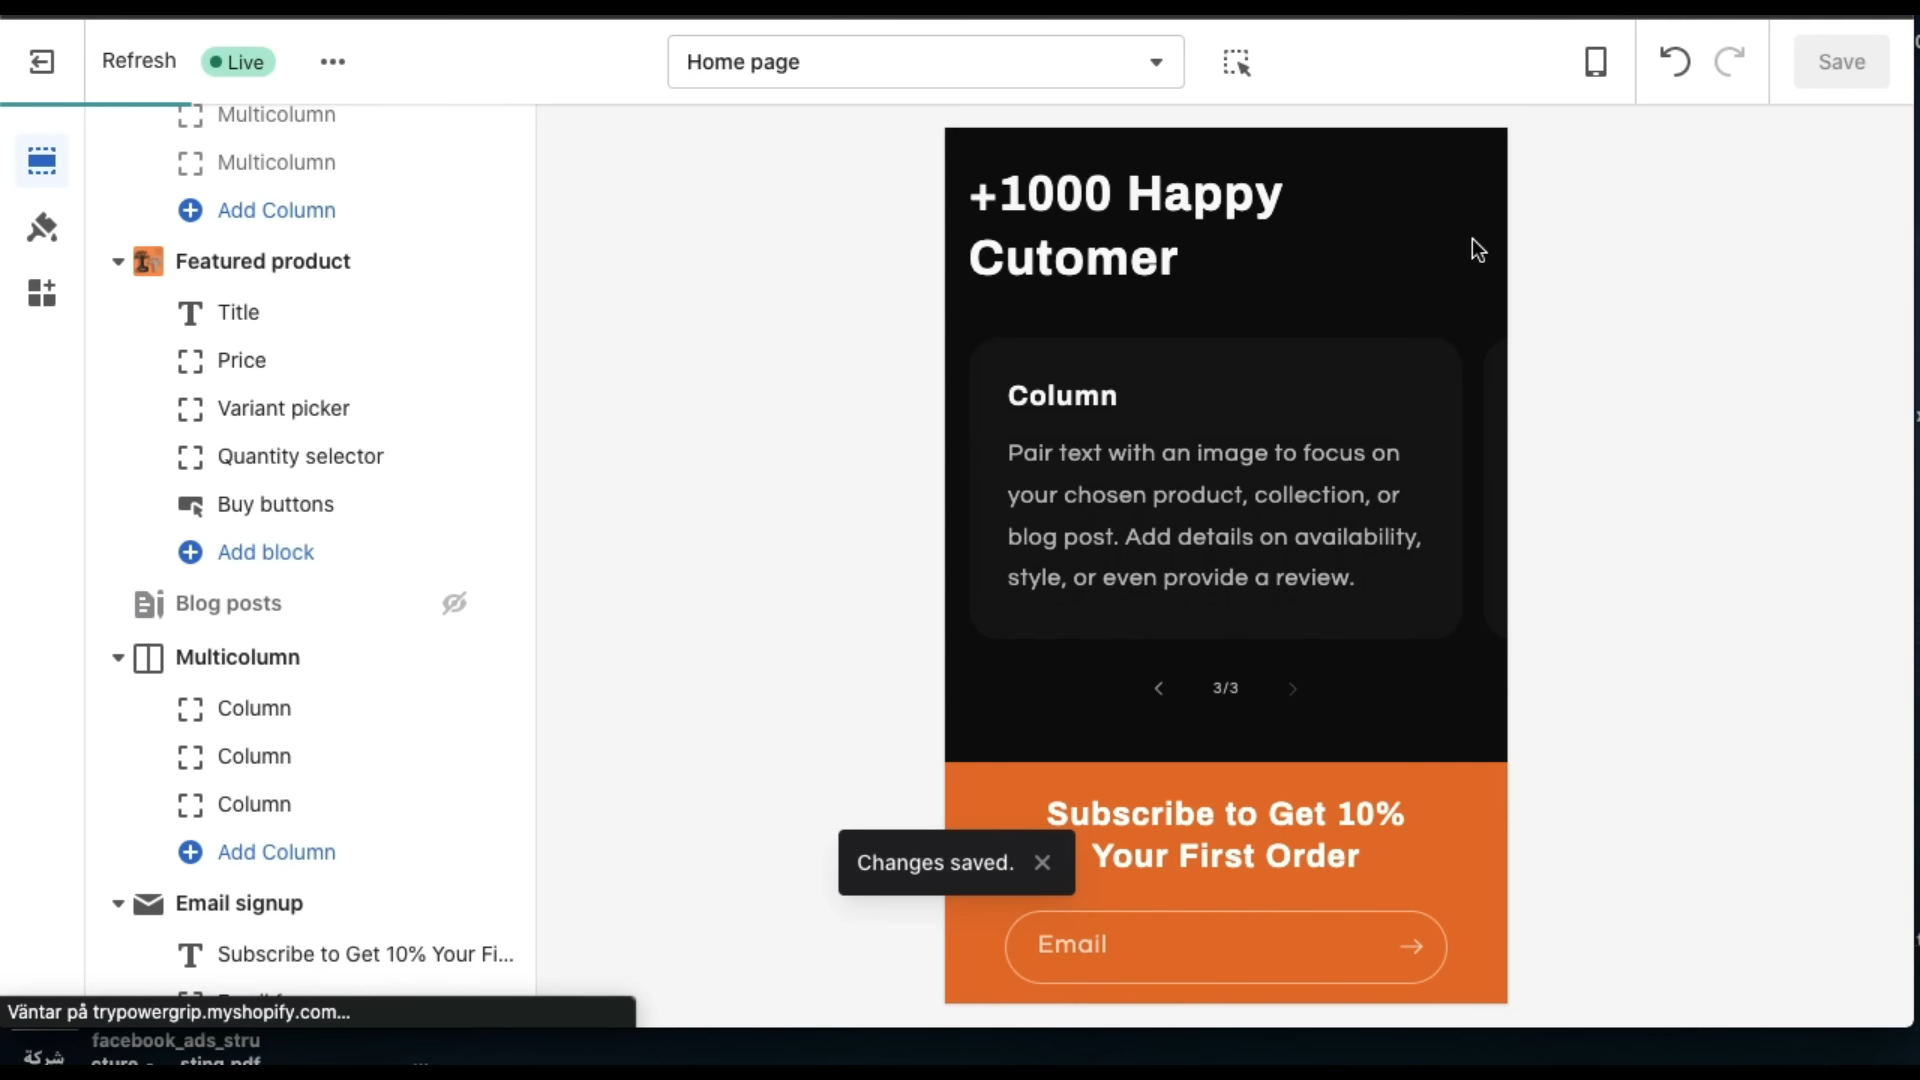 Refresh
Live
Home page
Save
Multicolumn
Multicolumn
Add Column
Featured product
Title
Price
Variant picker
Quantity selector
Buy buttons
Add block
Blog posts
Multicolumn
Column
Column
Column
Add Column
Email signup
Subscribe to Get 10% Your Fi...
Väntar på trypowergrip.myshopify.com...
شركة
facebook_ads_stru
+1000 Happy
Cutomer
Column
Pair text with an image to focus on
your chosen product, collection, or
blog post. Add details on availability,
style, or even provide a review.
3/3
Subscribe to Get 10%
Your First Order
Changes saved.
Email